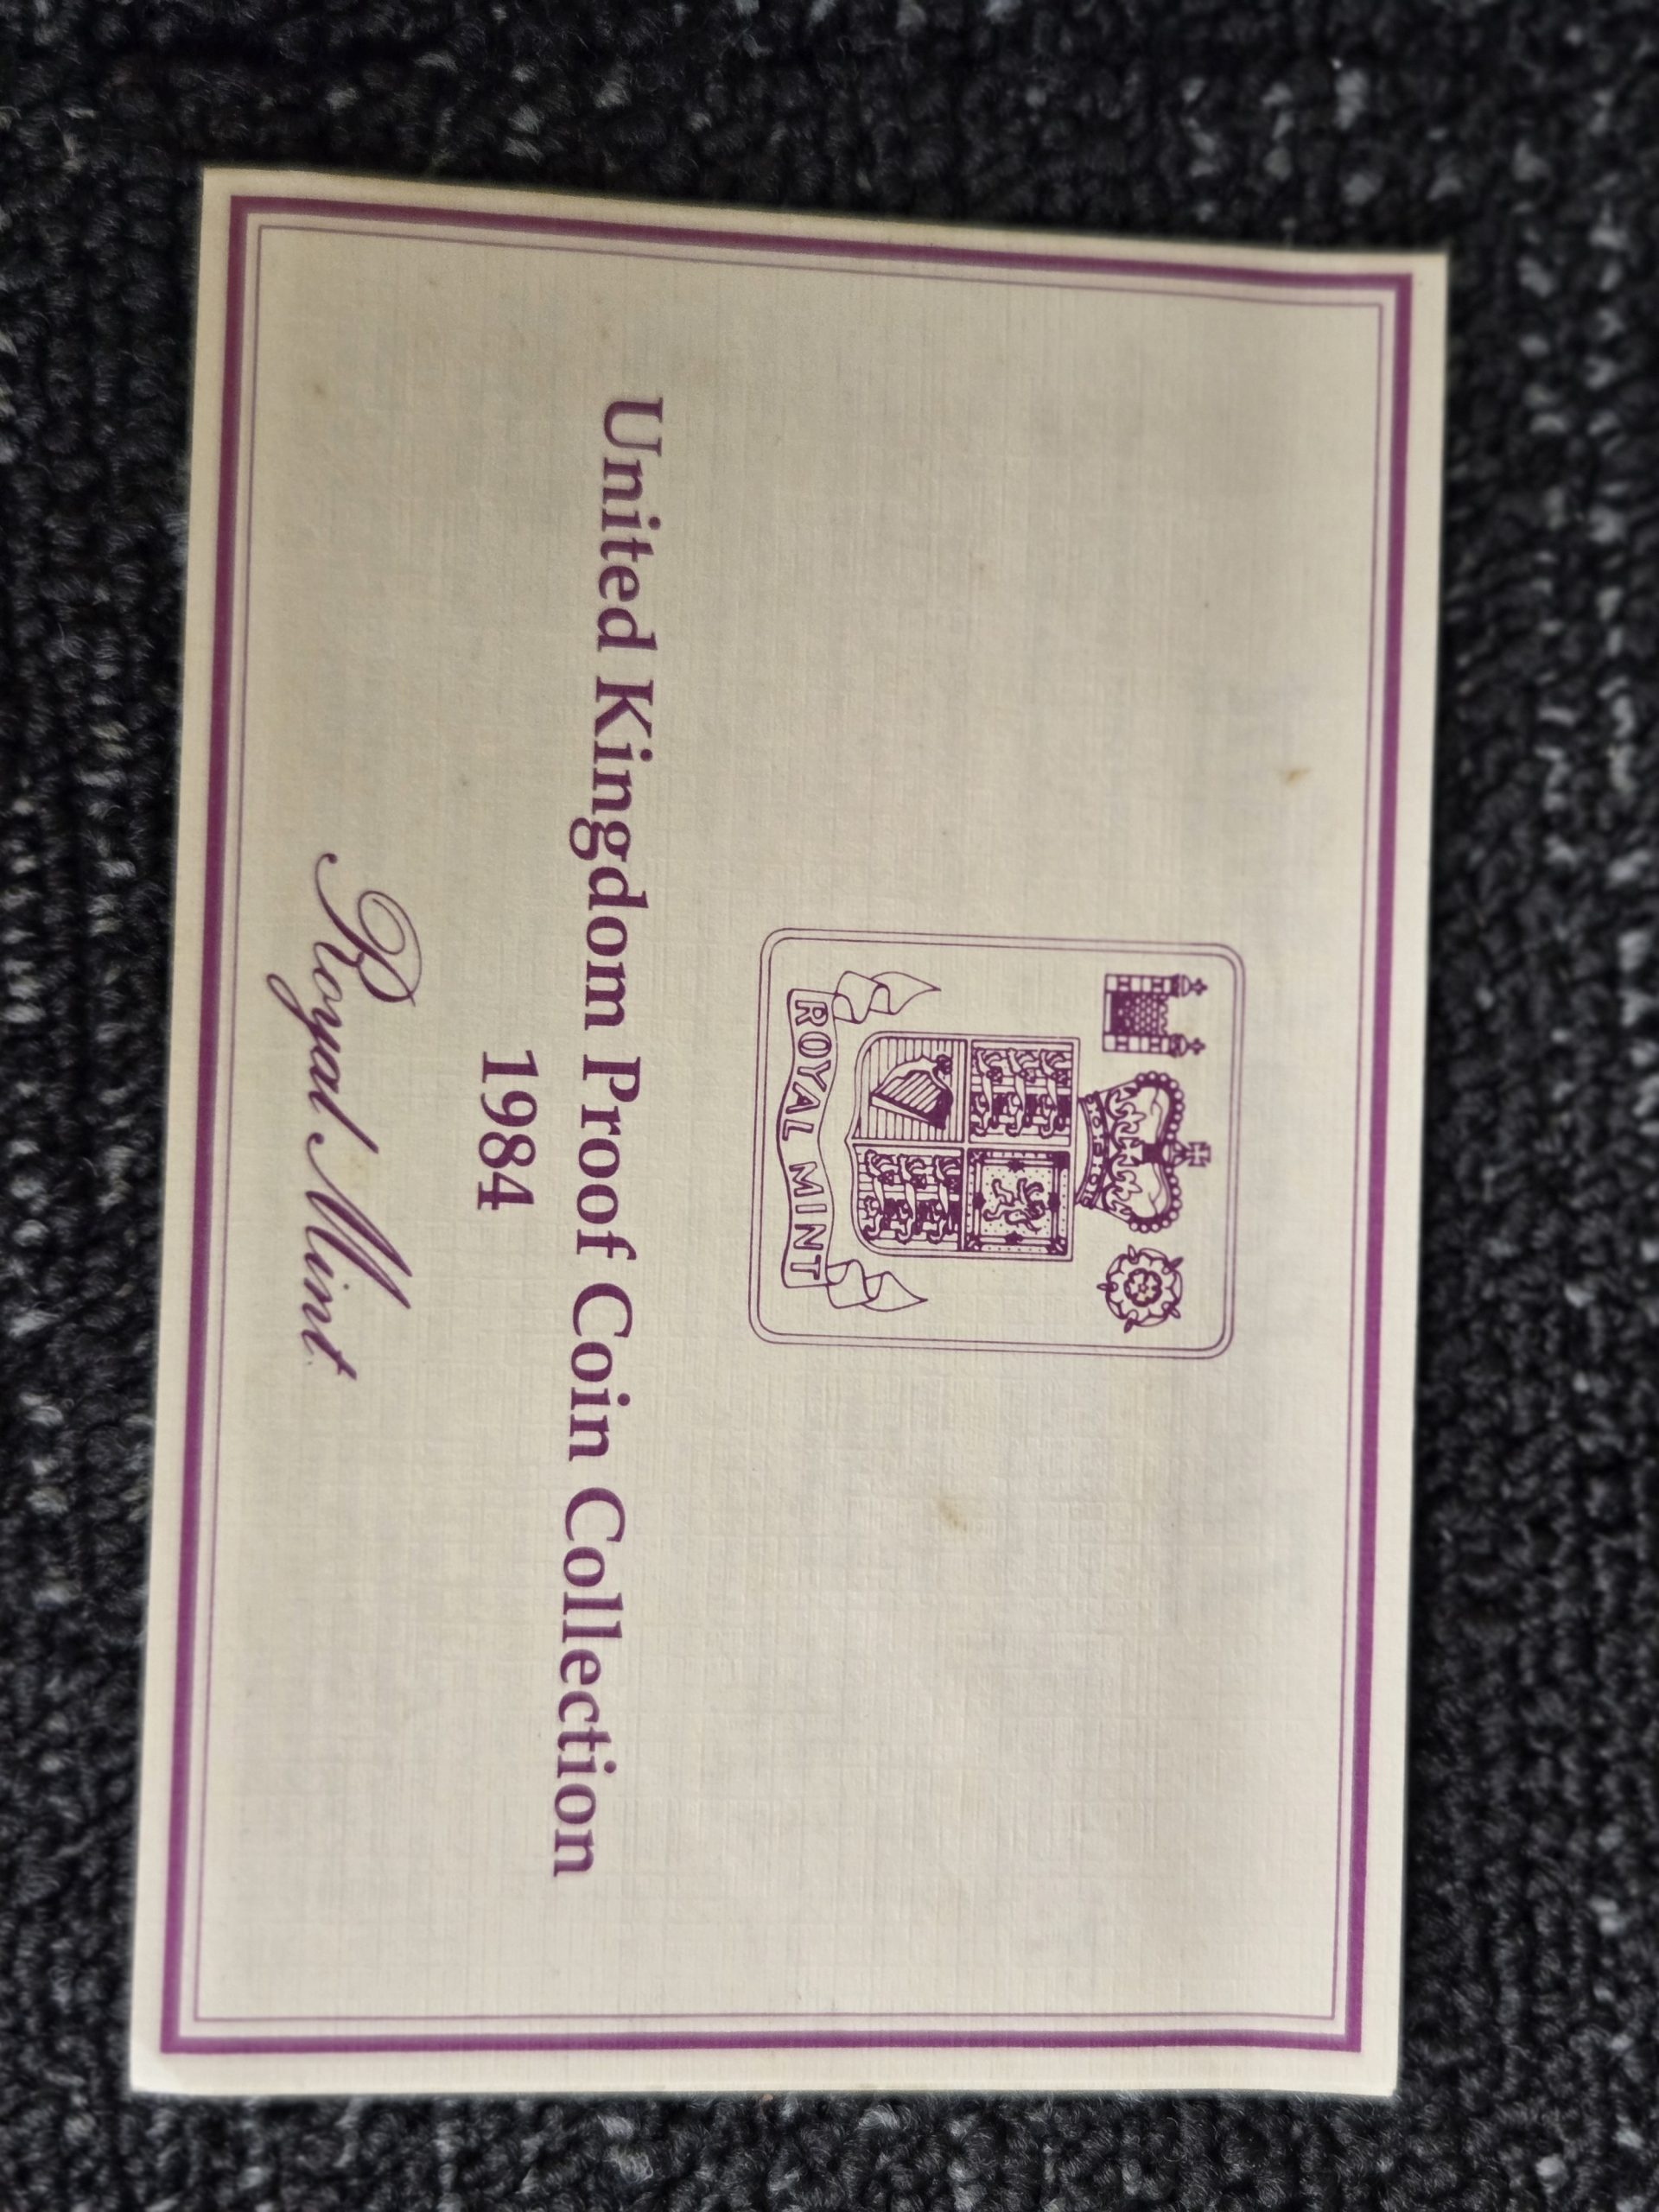 ROYAL MINT
United Kingdom Proof Coin Collection
1984
Royal Mint